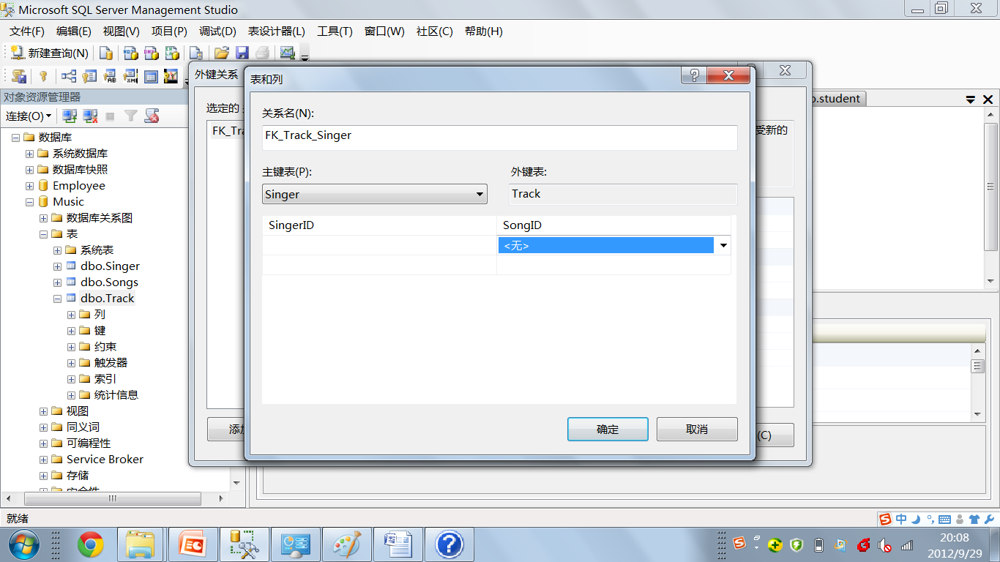 Microsoft SQL Server Management Studio
文件(F) 编辑(E) 视图(V) 项目(P) 调试(D) 表设计器(L) 工具(T) 窗口(W) 社区(C) 帮助(H)
新建查询(N)
对象资源管理器
连接(O)
数据库
系统数据库
数据库快照
Employee
Music
数据库关系图
表
系统表
dbo.Singer
dbo.Songs
dbo.Track
列
键
约束
触发器
索引
统计信息
视图
同义词
可编程性
Service Broker
存储
安全性
外键关系
选定的
FK_Tra
添加
o.student
受新的
(C)
表和列
关系名(N):
FK_Track_Singer
主键表(P): 外键表:
Singer Track
SingerID SongID
<无>
确定 取消
就绪
中
20:08
2012/9/29